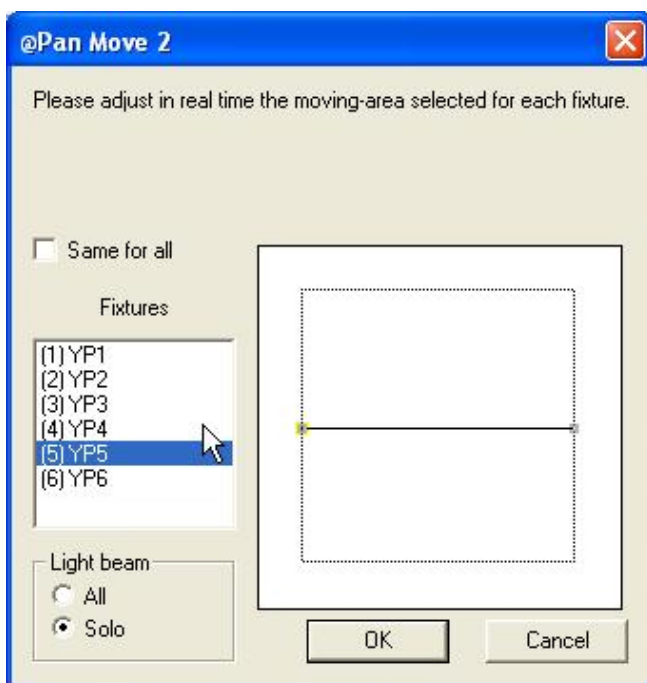 @Pan Move 2
Please adjust in real time the moving-area selected for each fixture.
Same for all
Fixtures
(1) YP1
(2) YP2
(3) YP3
(4) YP4
(5) YP5
(6) YP6
Light beam
All
Solo
OK
Cancel